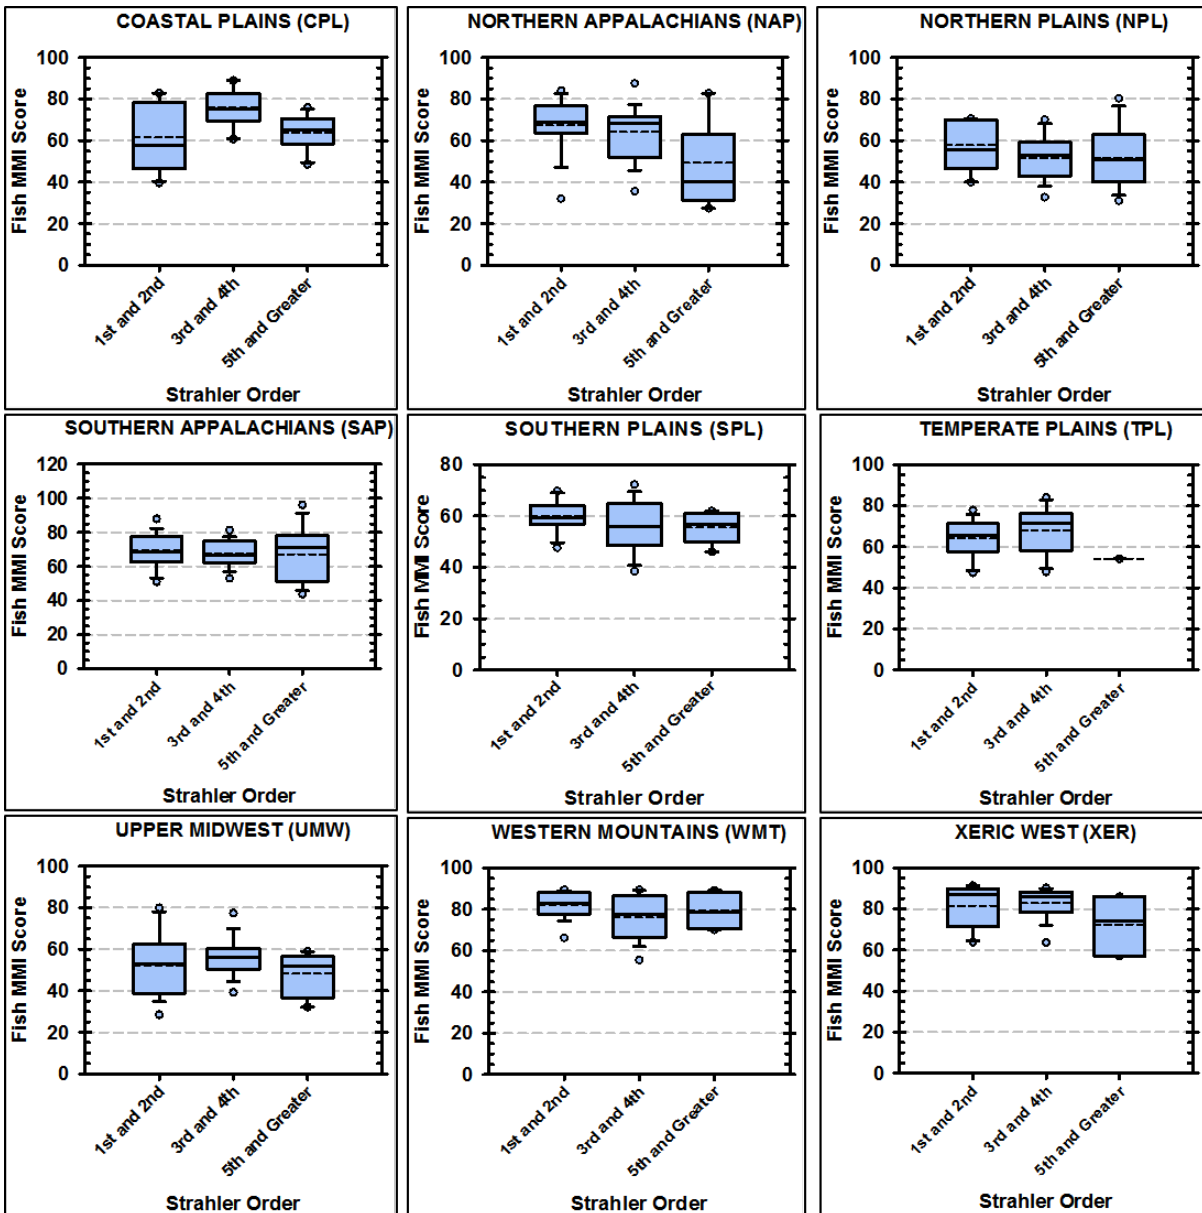 COASTAL PLAINS (CPL)
Fish MMI Score
100
80
60
40
20
0
1st and 2nd
3rd and 4th
5th and Greater
Strahler Order
NORTHERN APPALACHIANS (NAP)
Fish MMI Score
100
80
60
40
20
0
1st and 2nd
3rd and 4th
5th and Greater
Strahler Order
NORTHERN PLAINS (NPL)
Fish MMI Score
100
80
60
40
20
0
1st and 2nd
3rd and 4th
5th and Greater
Strahler Order
SOUTHERN APPALACHIANS (SAP)
Fish MMI Score
120
100
80
60
40
20
0
1st and 2nd
3rd and 4th
5th and Greater
Strahler Order
SOUTHERN PLAINS (SPL)
Fish MMI Score
80
60
40
20
0
1st and 2nd
3rd and 4th
5th and Greater
Strahler Order
TEMPERATE PLAINS (TPL)
Fish MMI Score
100
80
60
40
20
0
1st and 2nd
3rd and 4th
5th and Greater
Strahler Order
UPPER MIDWEST (UMW)
Fish MMI Score
100
80
60
40
20
0
1st and 2nd
3rd and 4th
5th and Greater
Strahler Order
WESTERN MOUNTAINS (WMT)
Fish MMI Score
100
80
60
40
20
0
1st and 2nd
3rd and 4th
5th and Greater
Strahler Order
XERIC WEST (XER)
Fish MMI Score
100
80
60
40
20
0
1st and 2nd
3rd and 4th
5th and Greater
Strahler Order